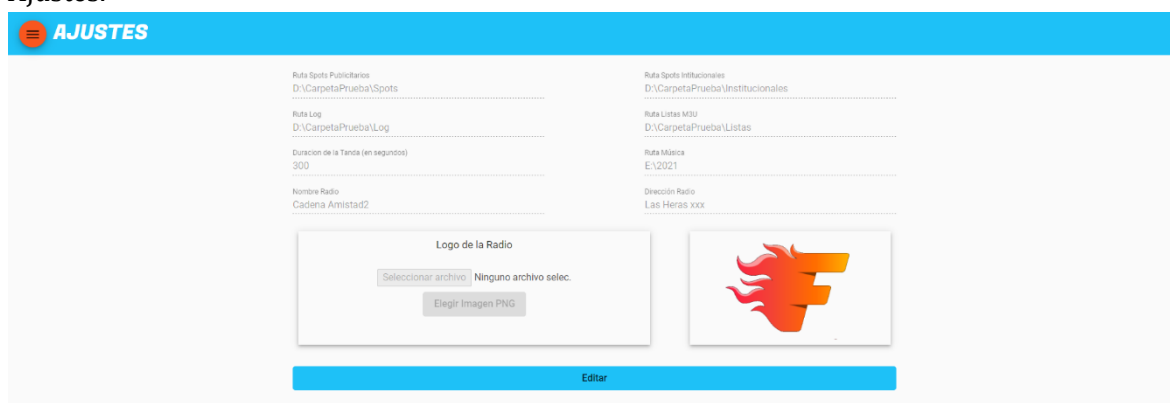 Ajustes:
AJUSTES
Ruta Spots Publicitarios
D:\CarpetaPrueba\Spots
Ruta Spots Intitucionales
D:\CarpetaPrueba\Institucionales
Ruta Log
D:\CarpetaPrueba\Log
Ruta Listas M3U
D:\CarpetaPrueba\Listas
Duracion de la Tanda (en segundos)
300
Ruta Música
E:\2021
Nombre Radio
Cadena Amistad2
Dirección Radio
Las Heras xxx
Logo de la Radio
Seleccionar archivo Ninguno archivo selec.
Elegir Imagen PNG
F
Editar